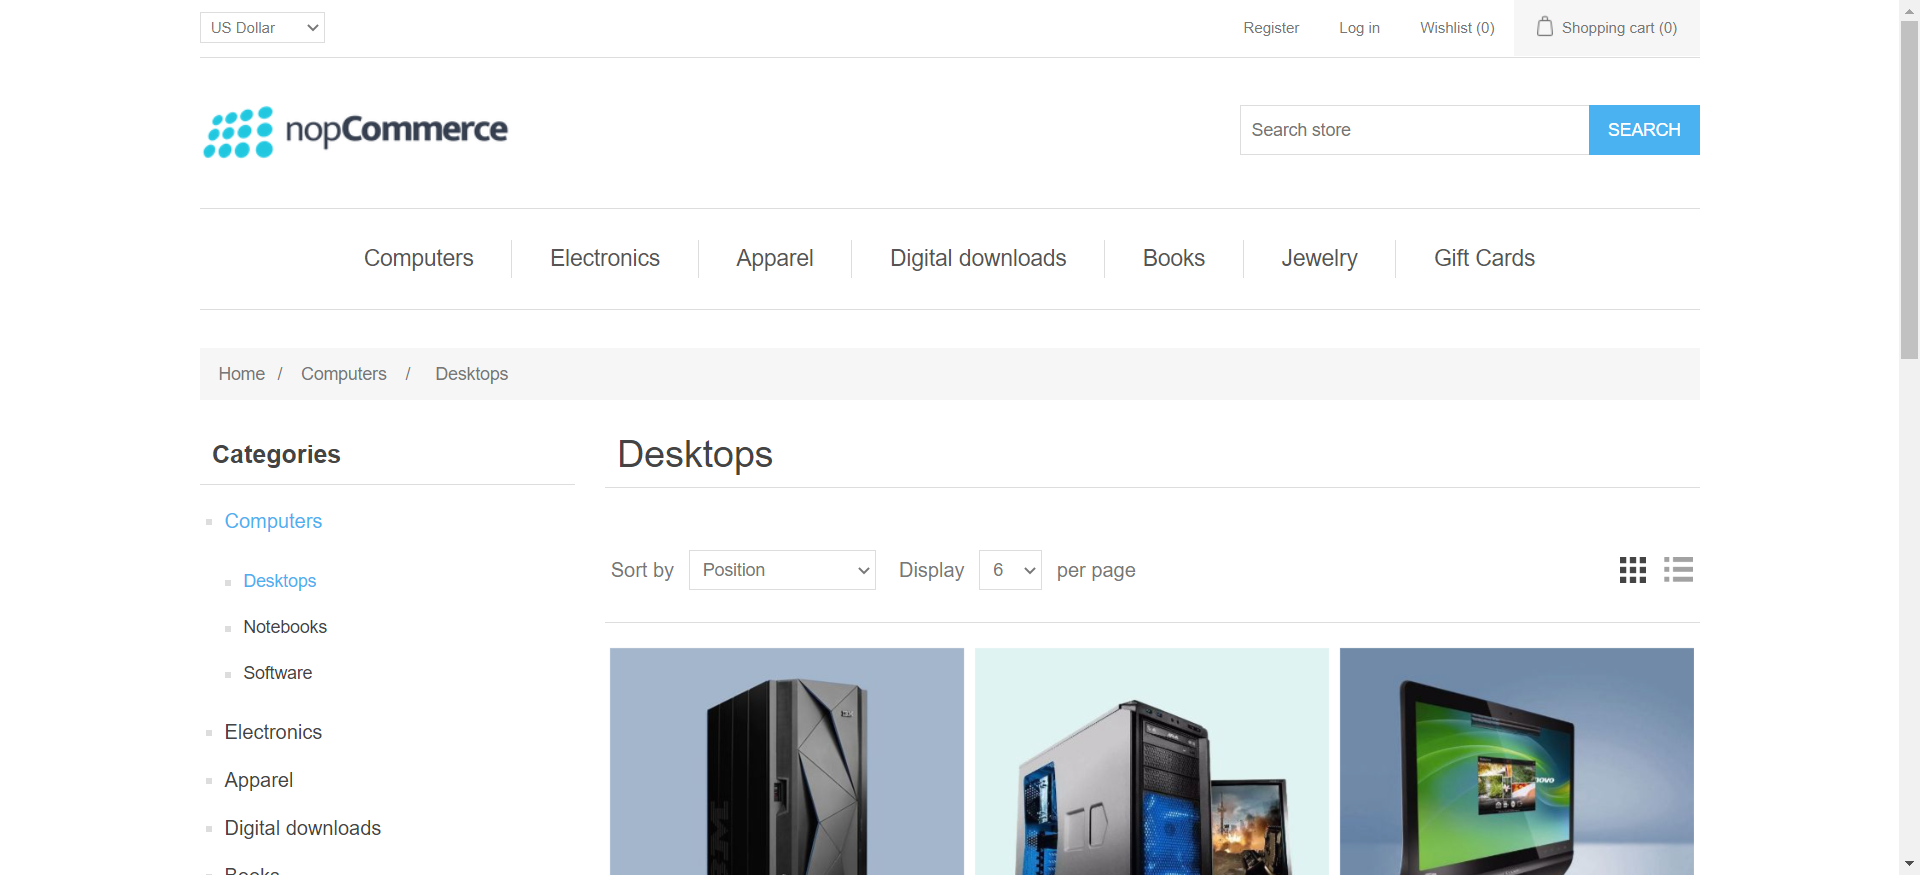 US Dollar
Register
Log in
Wishlist (0)
Shopping cart (0)
nopCommerce
Search store
SEARCH
Computers
Electronics
Apparel
Digital downloads
Books
Jewelry
Gift Cards
Home / Computers / Desktops
Categories
Computers
Desktops
Notebooks
Software
Electronics
Apparel
Digital downloads
Books
Desktops
Sort by Position Display 6 per page